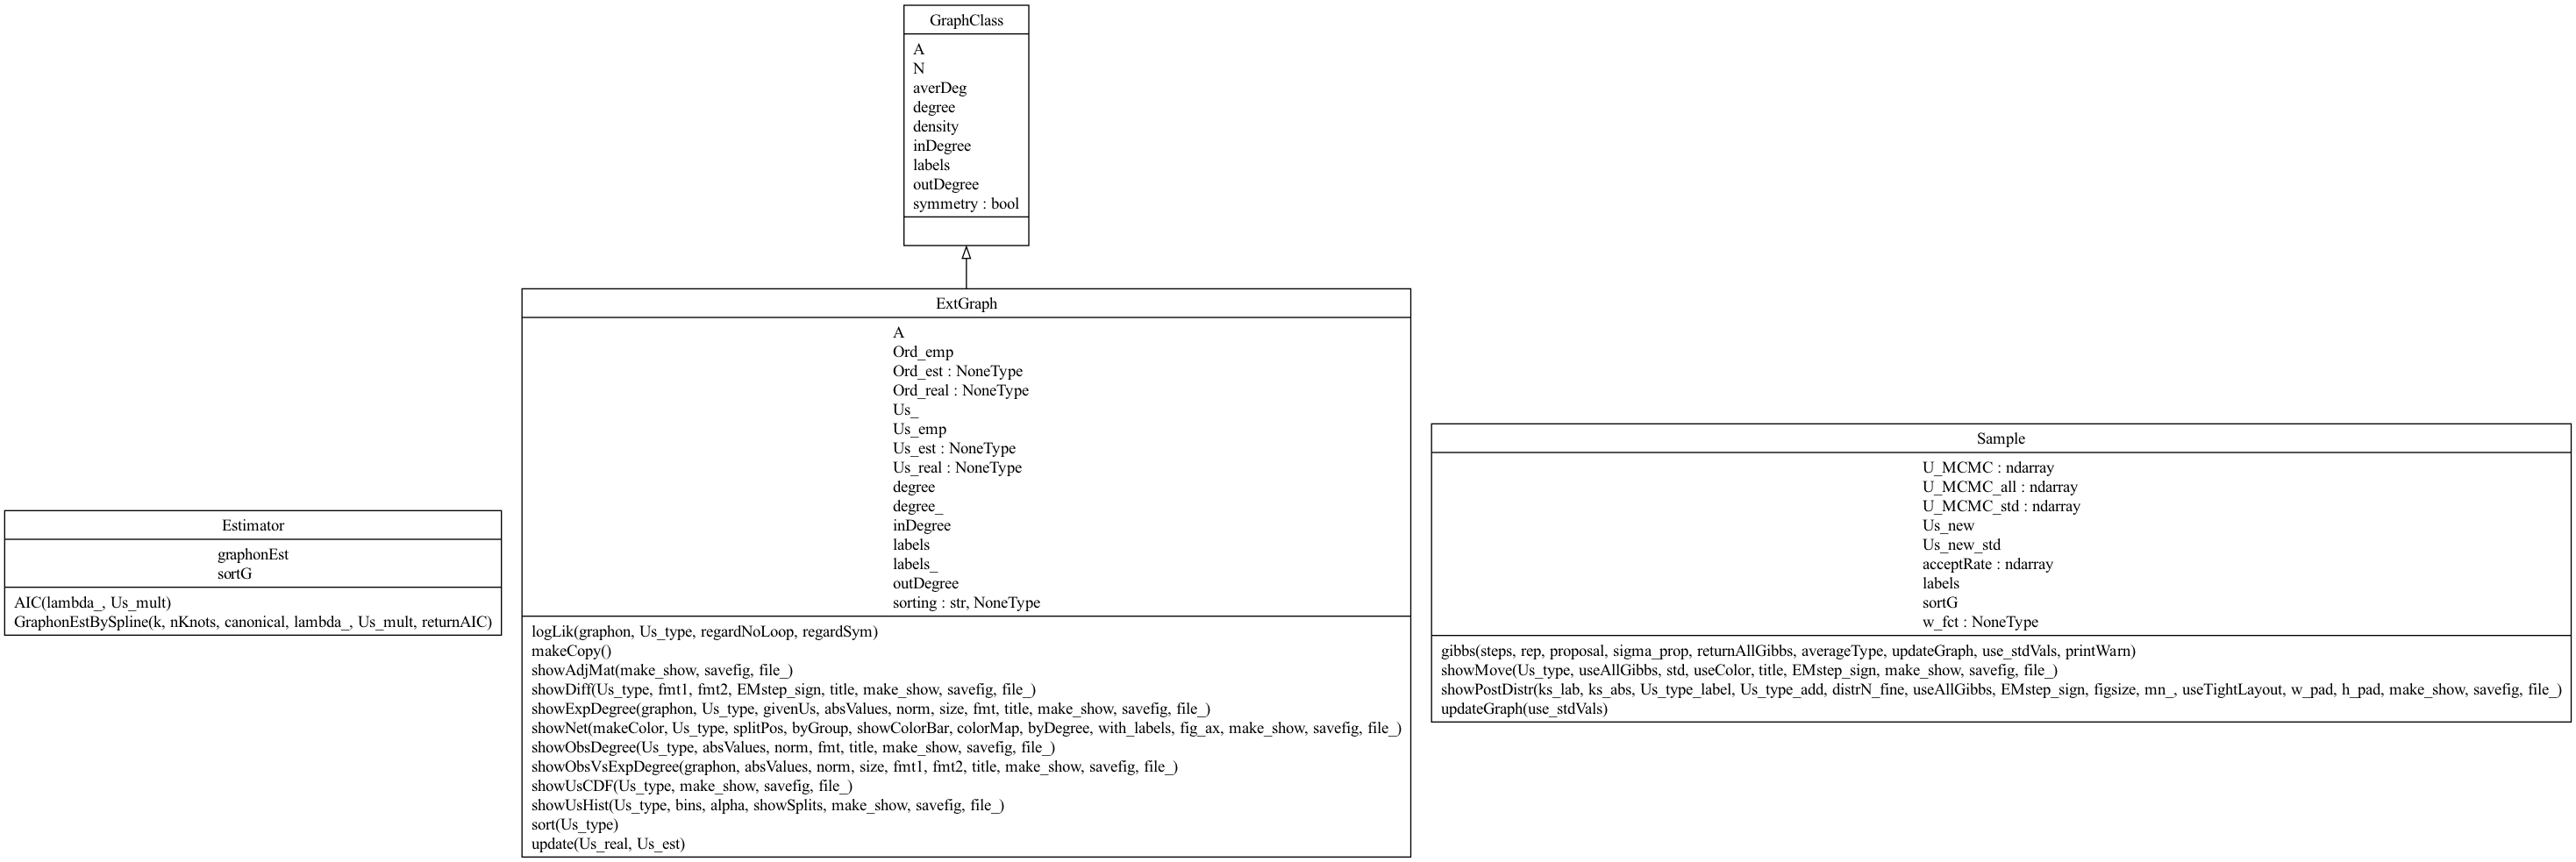 GraphClass
A
N
averDeg
degree
density
inDegree
labels
outDegree
symmetry : bool
ExtGraph
A
Ord_emp
Ord_est : NoneType
Ord_real : NoneType
Us_
Us_emp
Us_est : NoneType
Us_real : NoneType
degree
degree_
inDegree
labels
labels_
outDegree
sorting : str, NoneType
logLik(graphon, Us_type, regardNoLoop, regardSym)
makeCopy()
showAdjMat(make_show, savefig, file_)
showDiff(Us_type, fmt1, fmt2, EMstep_sign, title, make_show, savefig, file_)
showExpDegree(graphon, Us_type, givenUs, absValues, norm, size, fmt, title, make_show, savefig, file_)
showNet(makeColor, Us_type, splitPos, byGroup, showColorBar, colorMap, byDegree, with_labels, fig_ax, make_show, savefig, file_)
showObsDegree(Us_type, absValues, norm, fmt, title, make_show, savefig, file_)
showObsVsExpDegree(graphon, absValues, norm, size, fmt1, fmt2, title, make_show, savefig, file_)
showUsCDF(Us_type, make_show, savefig, file_)
showUsHist(Us_type, bins, alpha, showSplits, make_show, savefig, file_)
sort(Us_type)
update(Us_real, Us_est)
Estimator
graphonEst
sortG
AIC(lambda_, Us_mult)
GraphonEstBySpline(k, nKnots, canonical, lambda_, Us_mult, returnAIC)
Sample
U_MCMC : ndarray
U_MCMC_all : ndarray
U_MCMC_std : ndarray
Us_new
Us_new_std
acceptRate : ndarray
labels
sortG
w_fct : NoneType
gibbs(steps, rep, proposal, sigma_prop, returnAllGibbs, averageType, updateGraph, use_stdVals, printWarn)
showMove(Us_type, useAllGibbs, std, useColor, title, EMstep_sign, make_show, savefig, file_)
showPostDistr(ks_lab, ks_abs, Us_type_label, Us_type_add, distrN_fine, useAllGibbs, EMstep_sign, figsize, mn_, useTightLayout, w_pad, h_pad, make_show, savefig, file_)
updateGraph(use_stdVals)